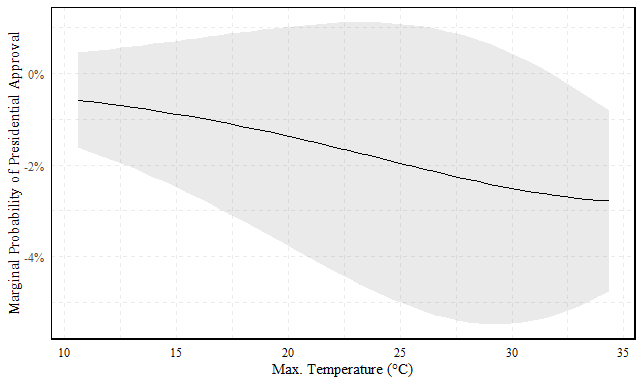 Marginal Probability of Presidential Approval
0%
-2%
-4%
10 15 20 25 30 35
Max. Temperature (°C)